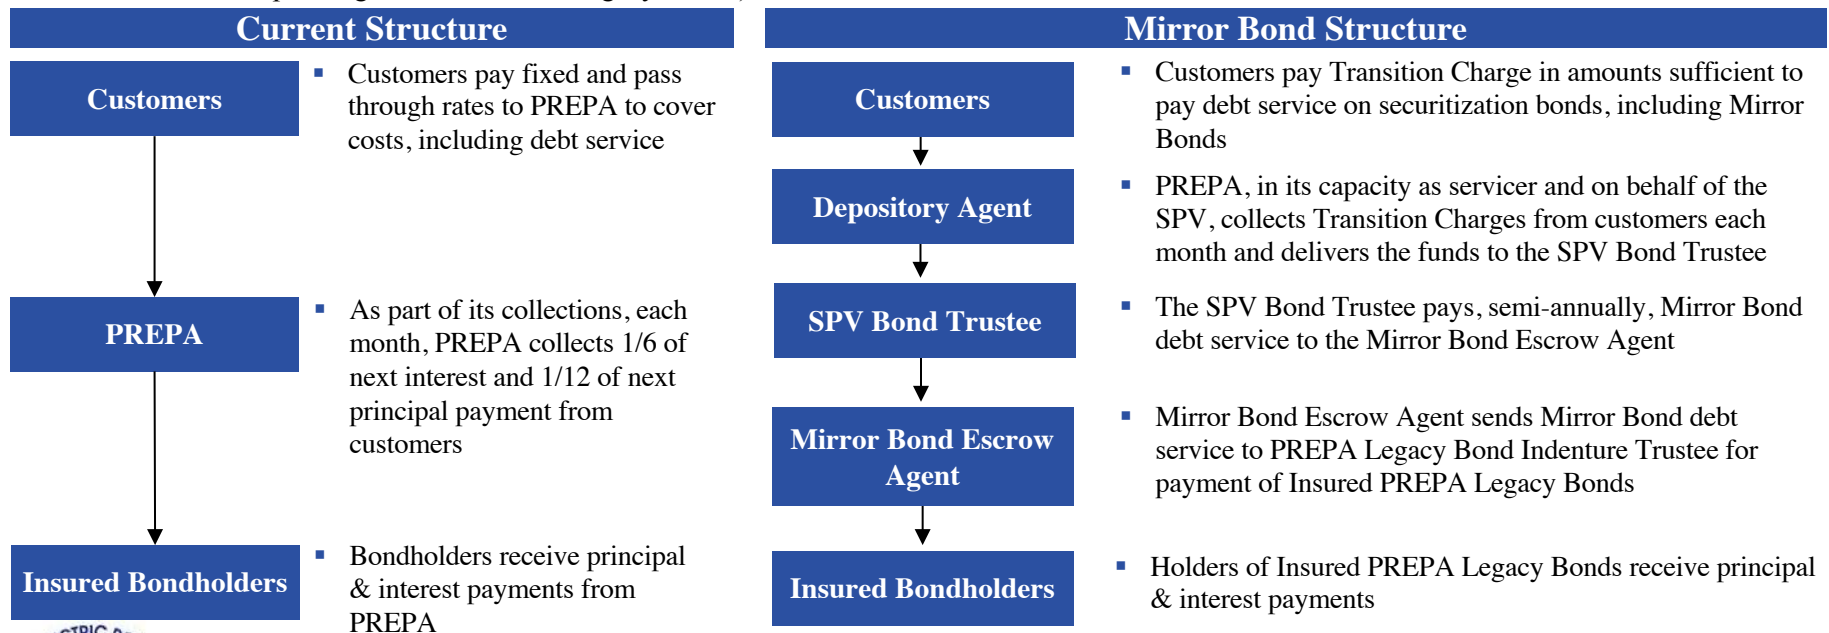 Current Structure
Customers
Customers pay fixed and pass
through rates to PREPA to cover
costs, including debt service
PREPA
As part of its collections, each
month, PREPA collects 1/6 of
next interest and 1/12 of next
principal payment from
customers
Insured Bondholders
Bondholders receive principal
& interest payments from
PREPA
Mirror Bond Structure
Customers
Customers pay Transition Charge in amounts sufficient to
pay debt service on securitization bonds, including Mirror
Bonds
Depository Agent
PREPA, in its capacity as servicer and on behalf of the
SPV, collects Transition Charges from customers each
month and delivers the funds to the SPV Bond Trustee
SPV Bond Trustee
The SPV Bond Trustee pays, semi-annually, Mirror Bond
debt service to the Mirror Bond Escrow Agent
Mirror Bond Escrow
Agent
Mirror Bond Escrow Agent sends Mirror Bond debt
service to PREPA Legacy Bond Indenture Trustee for
payment of Insured PREPA Legacy Bonds
Insured Bondholders
Holders of Insured PREPA Legacy Bonds receive principal
& interest payments